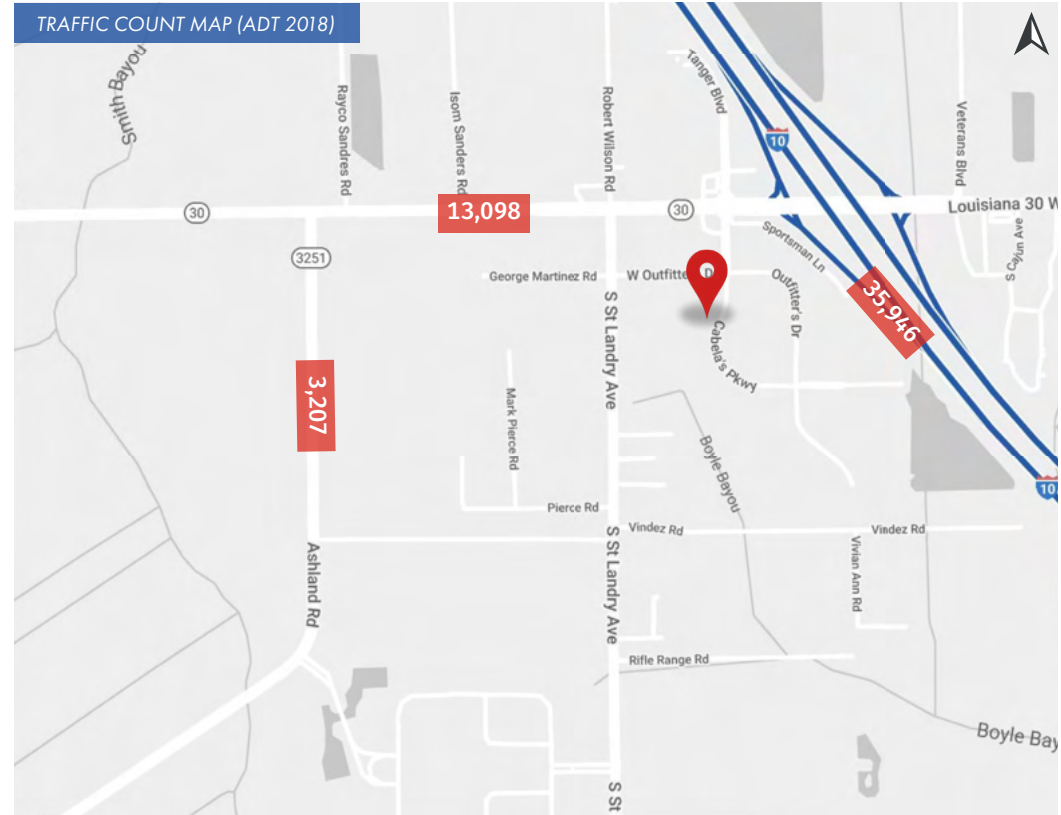 TRAFFIC COUNT MAP (ADT 2018)
Smith Bayou
Rayco Sandres Rd
Isom Sanders Rd
Robert Wilson Rd
Tanger Blvd
10
Veterans Blvd
30
13,098
30
Louisiana 30 W
3251
George Martinez Rd
W Outfitte
D
Sportsman Ln
Outfitter's Dr
S Cajun Ave
35,946
S St Landry Ave
Cabela's Pkwy
3,207
Mark Pierce Rd
Boyle Bayou
10
Pierce Rd
Vindez Rd
Vindez Rd
Ashland Rd
S St Landry Ave
Vivian Ann Rd
Rifle Range Rd
Boyle Bay
S St